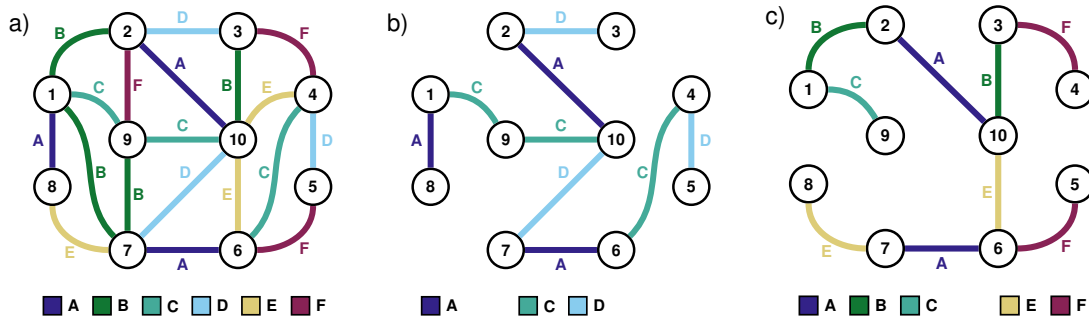 a)
D
2 3
B F
A
C F B E
1 4
A 9 C 10 D
B D C
8 B E 5
E F
7 A 6
A B C D E F
b)
D
2 3
A
1 C 4
A 9 C 10 D
8 D C 5
7 A 6
A C D
c)
2 3 F
B A
1 C B 4
9 10
8 E 5
E 7 A 6 F
A B C E F